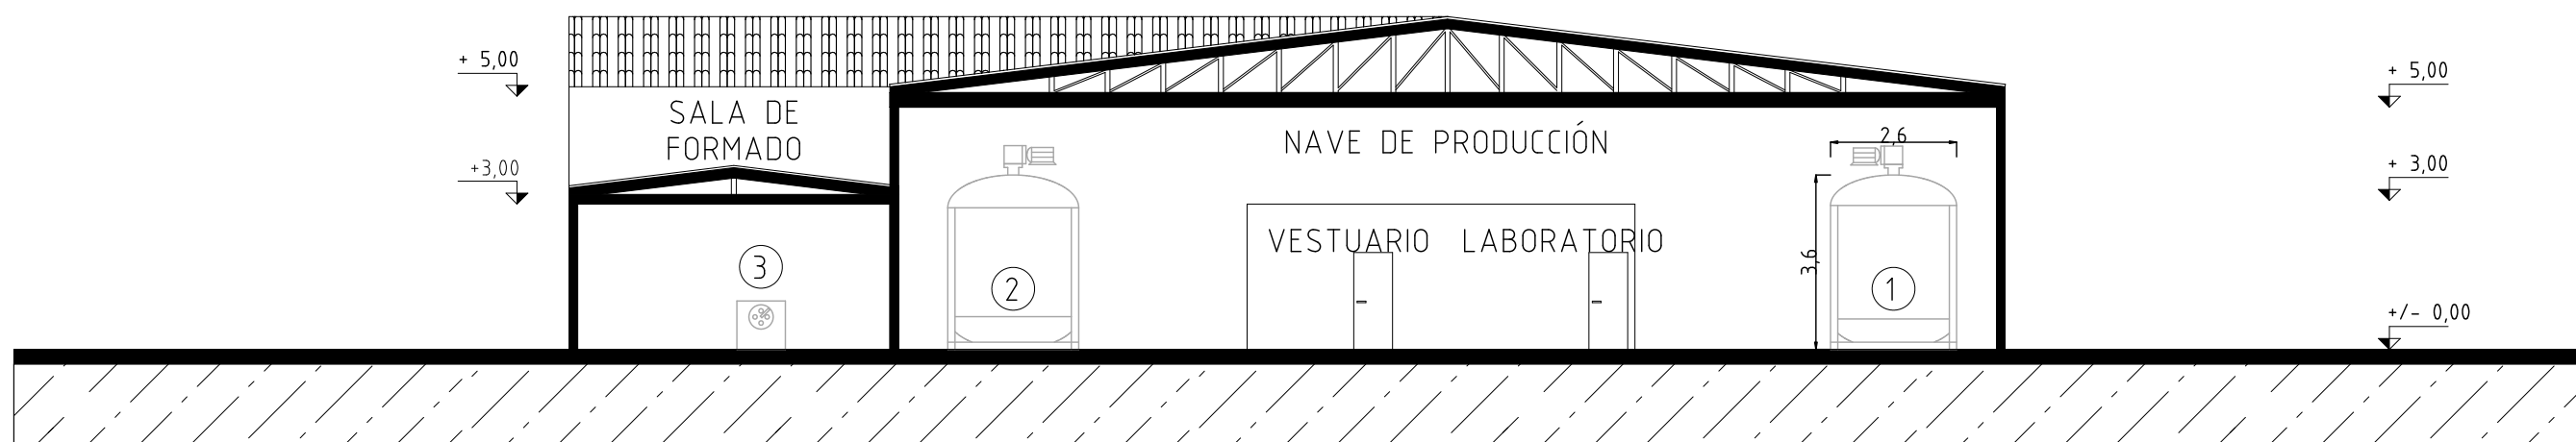 + 5,00
+ 5,00
SALA DE
FORMADO
NAVE DE PRODUCCIÓN
2,6
+3,00
+ 3,00
VESTUARIO LABORATORIO
3,6
3
2
1
+/- 0,00